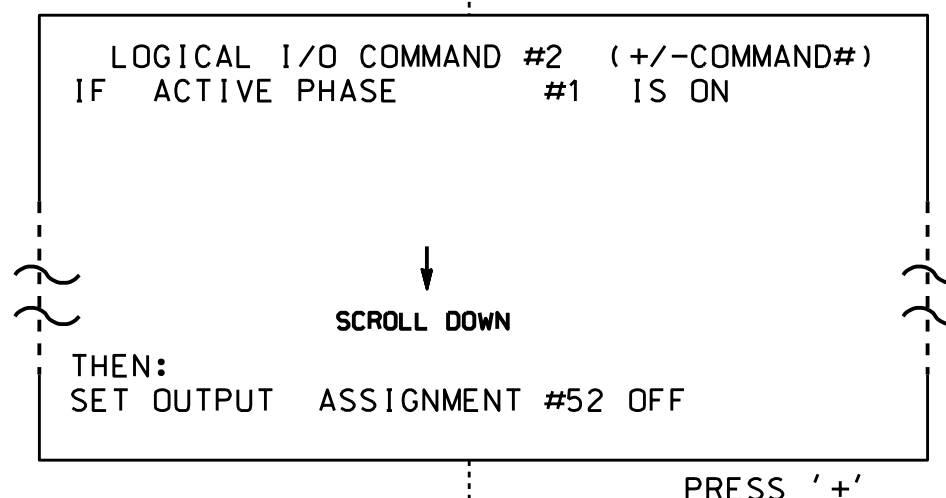 LOGICAL I/O COMMAND #2 (+/-COMMAND#)
IF ACTIVE PHASE #1 IS ON
SCROLL DOWN
THEN:
SET OUTPUT ASSIGNMENT #52 OFF
PRESS '+'